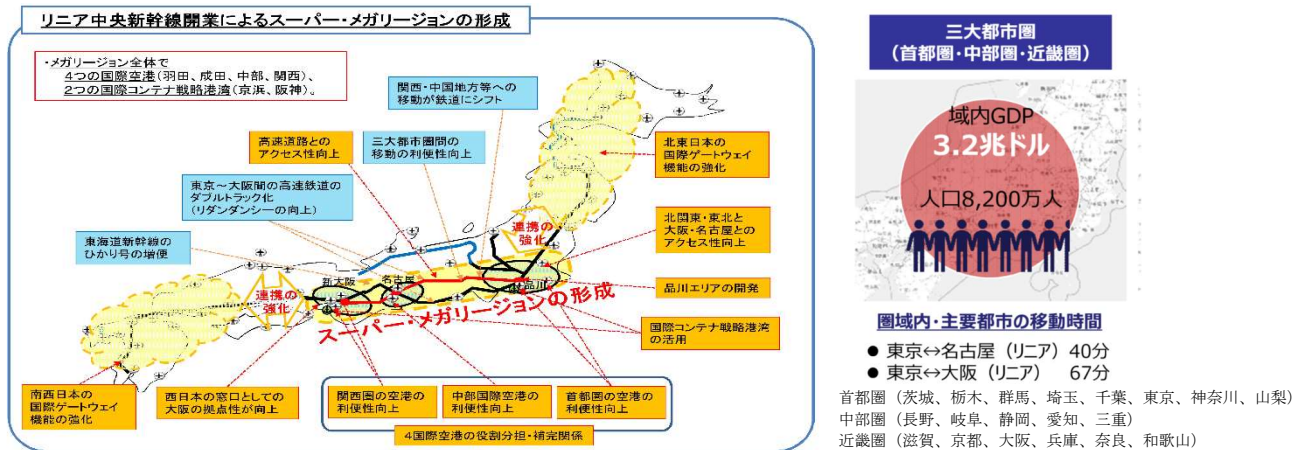 リニア中央新幹線開業によるスーパー・メガリージョンの形成
・メガリージョン全体で
４つの国際空港(羽田、成田、中部、関西)、
２つの国際コンテナ戦略港湾(京浜、阪神)。
関西・中国地方等への
移動が鉄道にシフト
高速道路との
アクセス性向上
三大都市圏間の
移動の利便性向上
北東日本の
国際ゲートウェイ
機能の強化
東京～大阪間の高速鉄道の
ダブルトラック化
(リダンダンシーの向上)
連携の
強化
北関東・東北と
大阪・名古屋との
アクセス性向上
東海道新幹線の
ひかり号の増便
新大阪
名古屋
品川
連携の
強化
品川エリアの開発
スーパー・メガリージョンの形成
国際コンテナ戦略港湾
の活用
南西日本の
国際ゲートウェイ
機能の強化
西日本の窓口としての
大阪の拠点性が向上
関西圏の空港の
利便性向上
中部国際空港の
利便性向上
首都圏の空港の
利便性向上
４国際空港の役割分担・補完関係
三大都市圏
（首都圏・中部圏・近畿圏）
域内GDP
3.2兆ドル
人口8,200万人
圏域内・主要都市の移動時間
● 東京↔名古屋（リニア）40分
● 東京↔大阪（リニア） 67分
首都圏（茨城、栃木、群馬、埼玉、千葉、東京、神奈川、山梨）
中部圏（長野、岐阜、静岡、愛知、三重）
近畿圏（滋賀、京都、大阪、兵庫、奈良、和歌山）